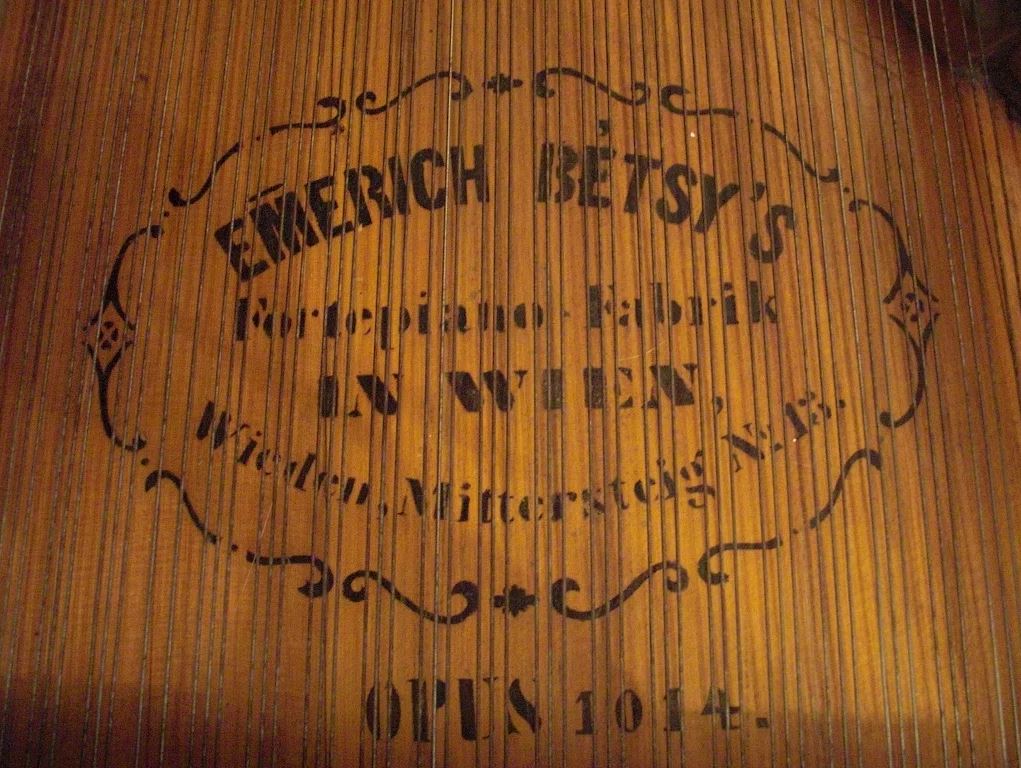 EMERICH BÉTSY'S
Fortepiano-Fabrik
IN WIEN,
Wieden, Mittersteig No. 13.
OPUS 1014.